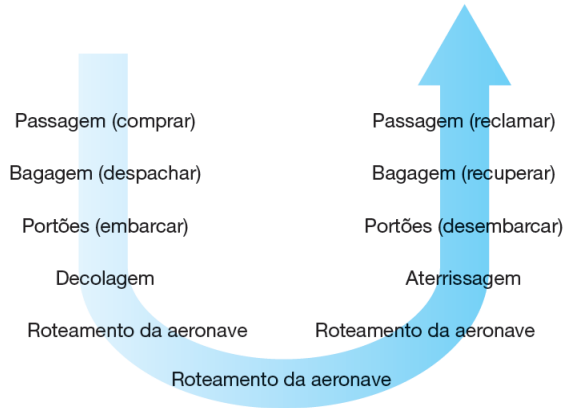 Passagem (comprar)
Bagagem (despachar)
Portões (embarcar)
Decolagem
Roteamento da aeronave
Roteamento da aeronave
Passagem (reclamar)
Bagagem (recuperar)
Portões (desembarcar)
Aterrissagem
Roteamento da aeronave